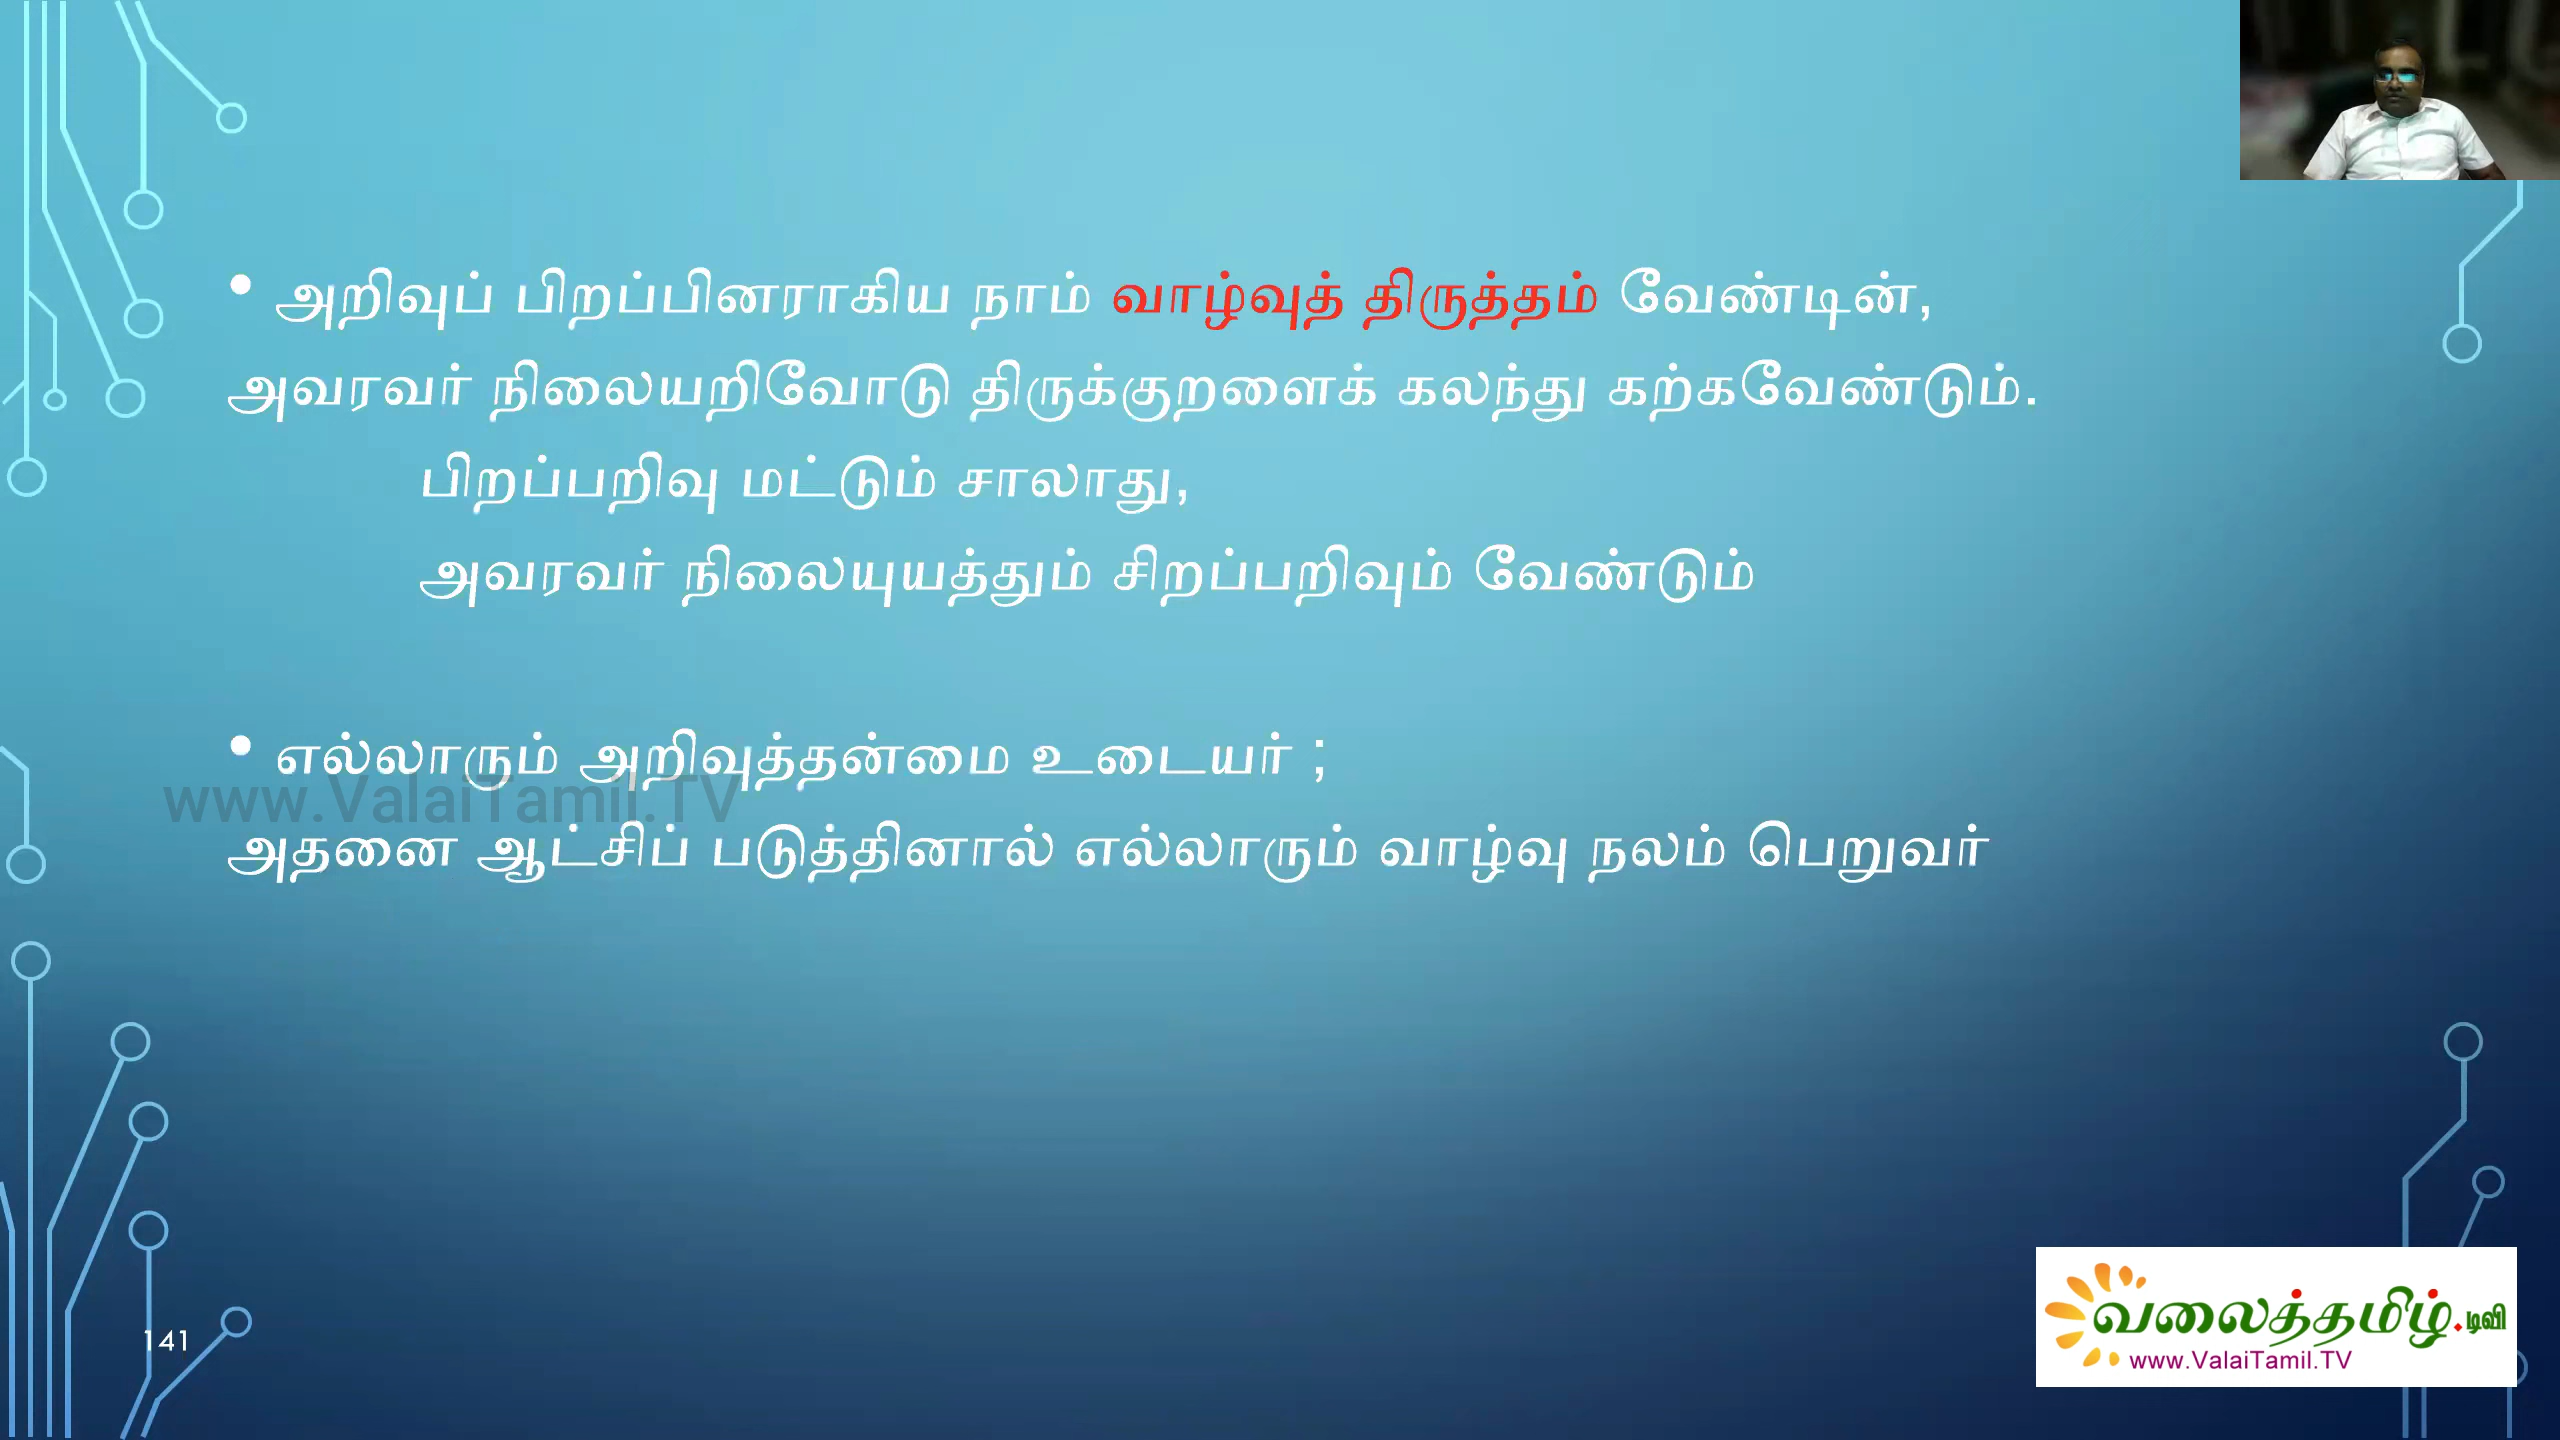 • அறிவுப் பிறப்பினராகிய நாம் வாழ்வுத் திருத்தம் வேண்டின்,
அவரவர் நிலையறிவோடு திருக்குறளைக் கலந்து கற்கவேண்டும்.
பிறப்பறிவு மட்டும் சாலாது,
அவரவர் நிலையுயத்தும் சிறப்பறிவும் வேண்டும்
• எல்லாரும் அறிவுத்தன்மை உடையர் ;
www.ValaiTamil.TV
அதனை ஆட்சிப் படுத்தினால் எல்லாரும் வாழ்வு நலம் பெறுவர்
வலைத்தமிழ்.டிவி
www.ValaiTamil.TV
141